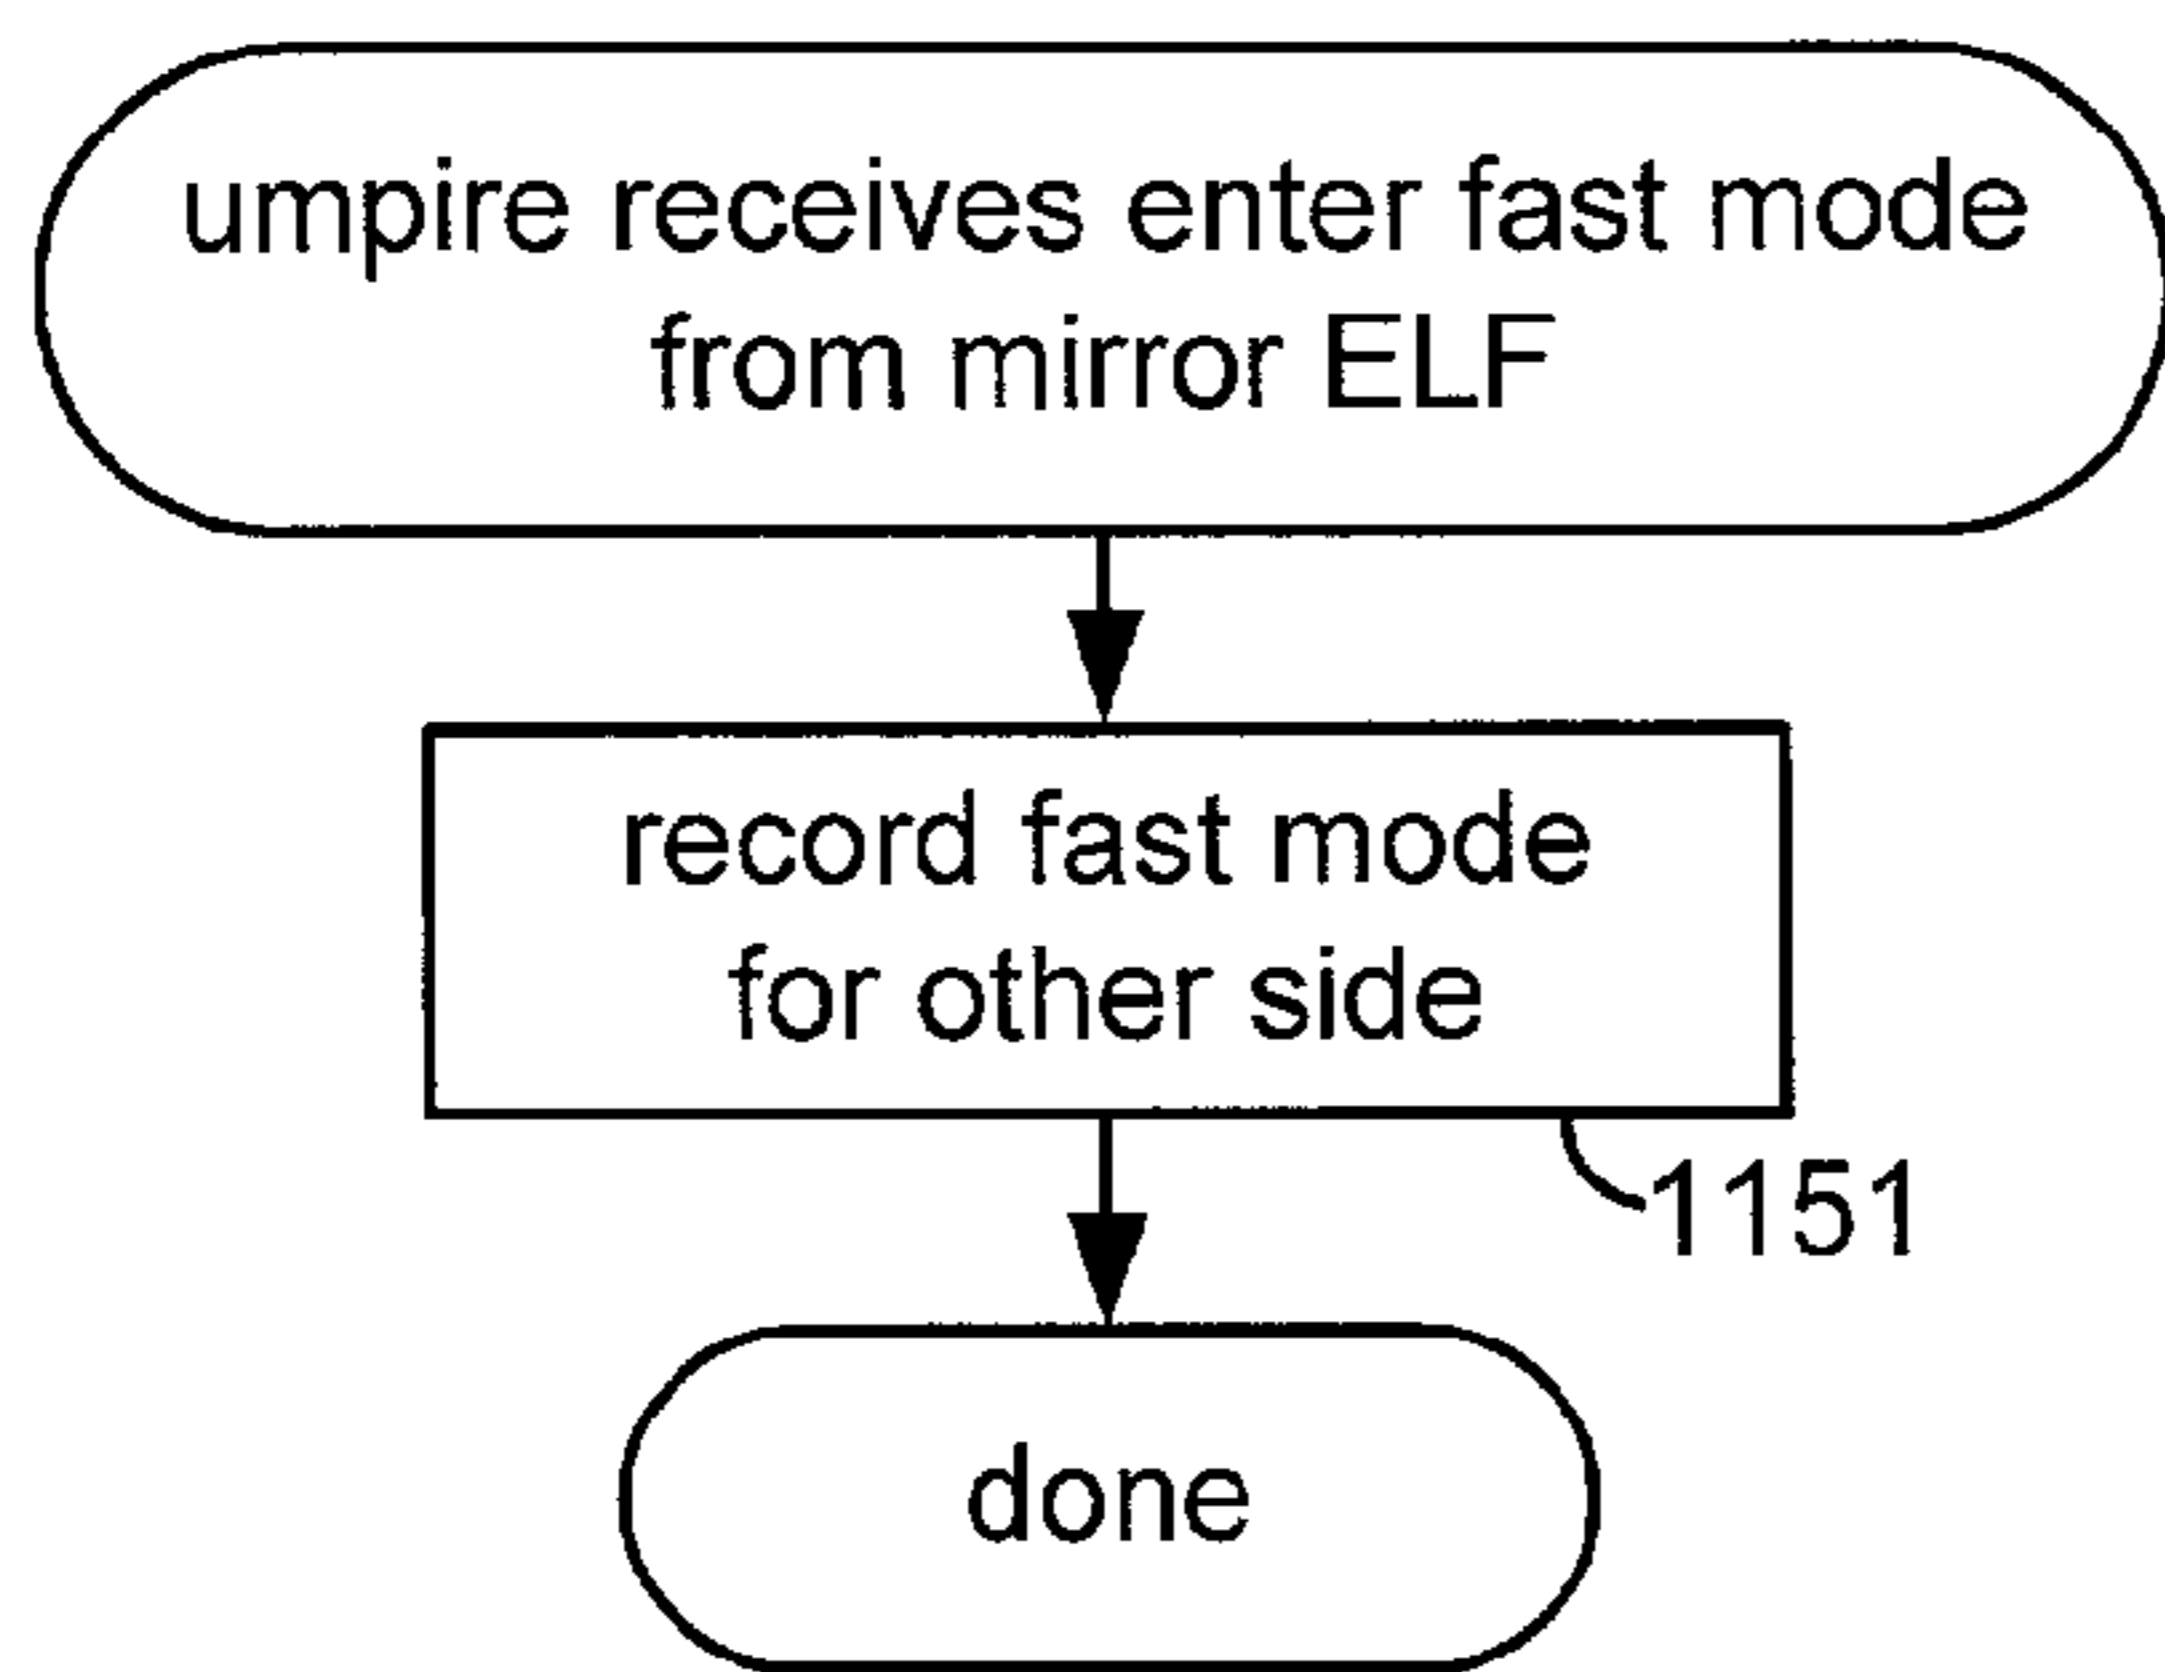 umpire receives enter fast mode
from mirror ELF
record fast mode
for other side
1151
done